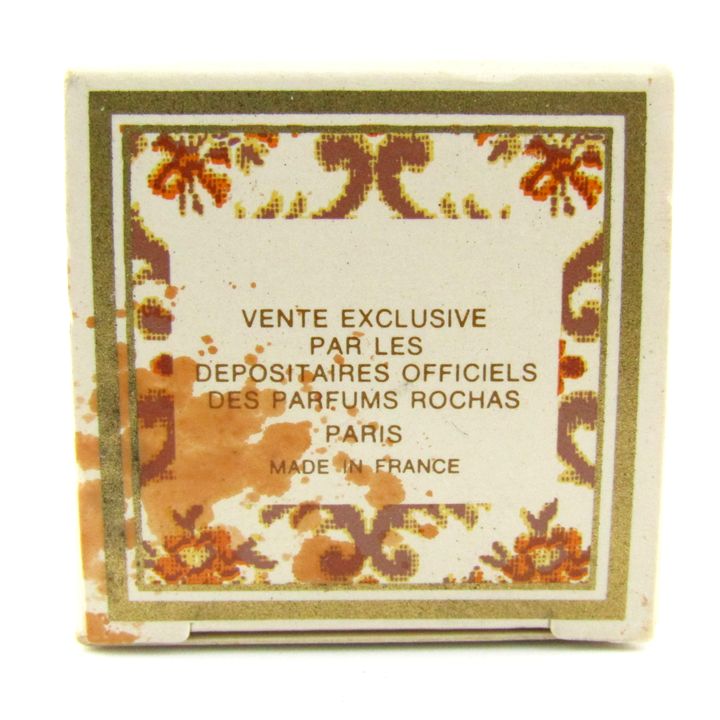 VENTE EXCLUSIVE
PAR LES
DEPOSITAIRES OFFICIELS
DES PARFUMS ROCHAS
PARIS
MADE IN FRANCE